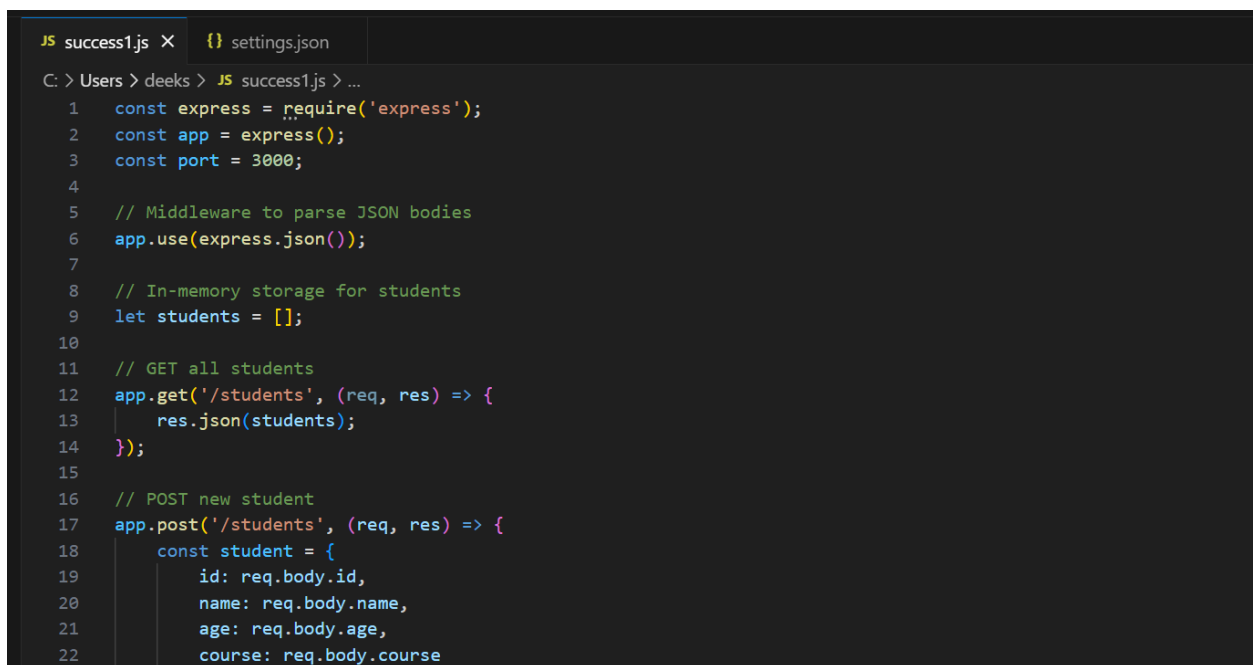 JS success1.js ×   {} settings.json
C: > Users > deeks > JS success1.js > ...
1   const express = require('express');
2   const app = express();
3   const port = 3000;
4
5   // Middleware to parse JSON bodies
6   app.use(express.json());
7
8   // In-memory storage for students
9   let students = [];
10
11   // GET all students
12   app.get('/students', (req, res) => {
13       res.json(students);
14   });
15
16   // POST new student
17   app.post('/students', (req, res) => {
18       const student = {
19           id: req.body.id,
20           name: req.body.name,
21           age: req.body.age,
22           course: req.body.course